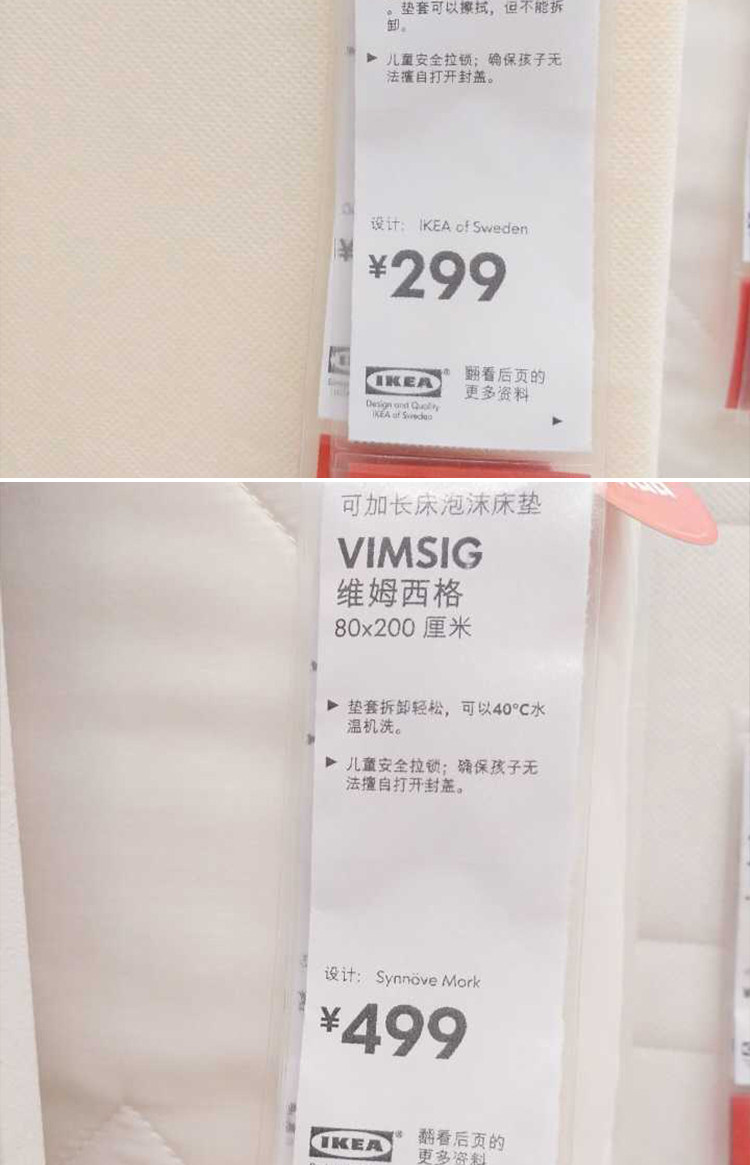 。垫套可以擦拭，但不能拆
卸。
▶ 儿童安全拉锁；确保孩子无
法擅自打开封盖。
设计： IKEA of Sweden
¥299
¥
IKEA® 翻看后页的
更多资料
Design and Quality
IKEA of Sweden
▶
可加长床泡沫床垫
VIMSIG
维姆西格
80x200 厘米
▶ 垫套拆卸轻松，可以40°C水
温机洗。
▶ 儿童安全拉锁；确保孩子无
法擅自打开封盖。
设计： Synnöve Mork
¥499
IKEA® 翻看后页的
更多资料